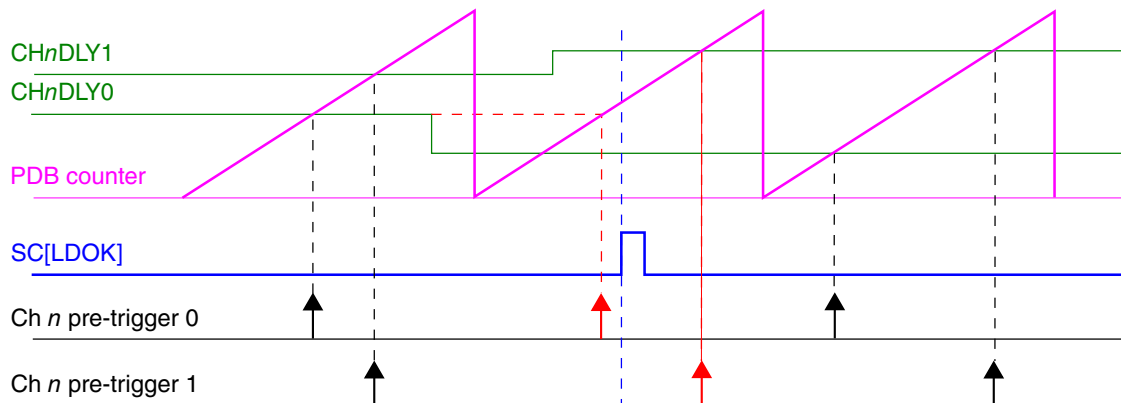 CHnDLY1
CHnDLY0
PDB counter
SC[LDOK]
Ch n pre-trigger 0
Ch n pre-trigger 1